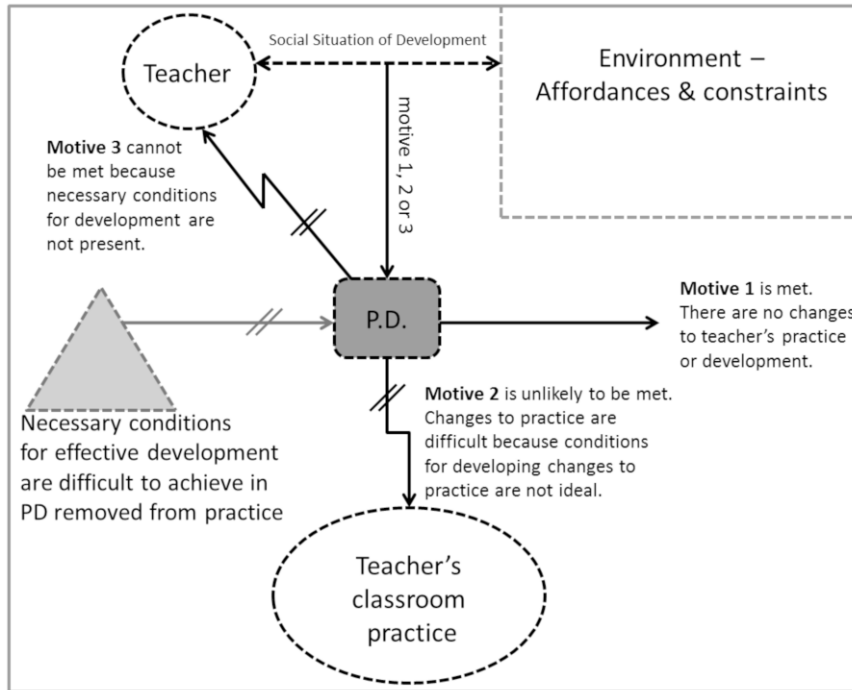 Social Situation of Development
Teacher
Environment –
Affordances & constraints
motive 1, 2 or 3
Motive 3 cannot
be met because
necessary conditions
for development are
not present.
P.D.
Motive 1 is met.
There are no changes
to teacher's practice
or development.
Motive 2 is unlikely to be met.
Changes to practice are
difficult because conditions
for developing changes to
practice are not ideal.
Necessary conditions
for effective development
are difficult to achieve in
PD removed from practice
Teacher's
classroom
practice